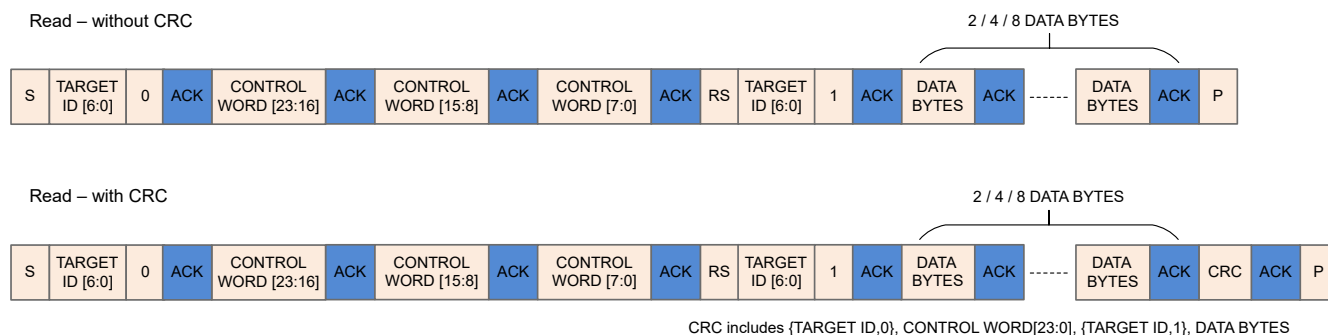 Read – without CRC
2 / 4 / 8 DATA BYTES
S TARGET ID [6:0] 0 ACK CONTROL WORD [23:16] ACK CONTROL WORD [15:8] ACK CONTROL WORD [7:0] ACK RS TARGET ID [6:0] 1 ACK DATA BYTES ACK ------ DATA BYTES ACK P
Read – with CRC
2 / 4 / 8 DATA BYTES
S TARGET ID [6:0] 0 ACK CONTROL WORD [23:16] ACK CONTROL WORD [15:8] ACK CONTROL WORD [7:0] ACK RS TARGET ID [6:0] 1 ACK DATA BYTES ACK ------ DATA BYTES ACK CRC ACK P
CRC includes {TARGET ID,0}, CONTROL WORD[23:0], {TARGET ID,1}, DATA BYTES